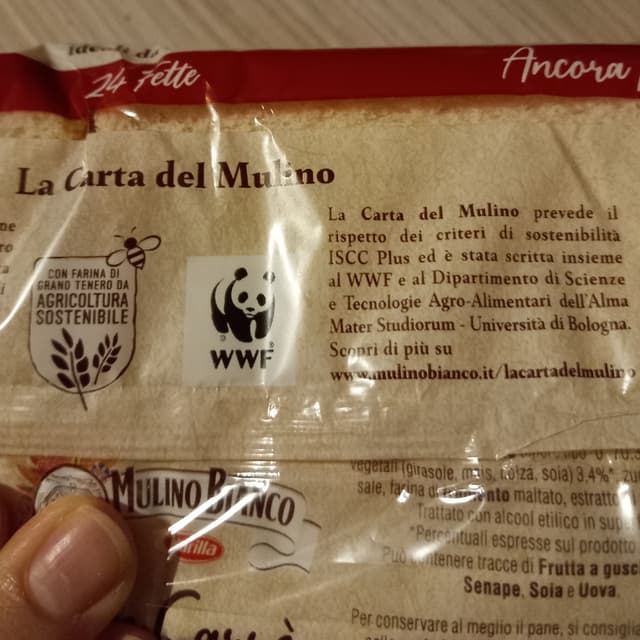 24 Fette
Ancora
La Carta del Mulino
La Carta del Mulino prevede il
rispetto dei criteri di sostenibilità
ISCC Plus ed è stata scritta insieme
al WWF e al Dipartimento di Scienze
e Tecnologie Agro-Alimentari dell'Alma
Mater Studiorum - Università di Bologna.
Scopri di più su
www.mulinobianco.it/lacartadelmulino
CON FARINA DI
GRANO TENERO DA
AGRICOLTURA
SOSTENIBILE
WWF
MULINO BIANCO
Barilla
vegetali (girasole, mais, colza, soia) 3,4%*,
sale, farina di frumento maltato, estratto
Trattato con alcool etilico in
*Percentuali espresse sul prodotto
Può contenere tracce di Frutta a
Senape, Soia e Uova.
Per conservare al meglio il pane, si consiglia